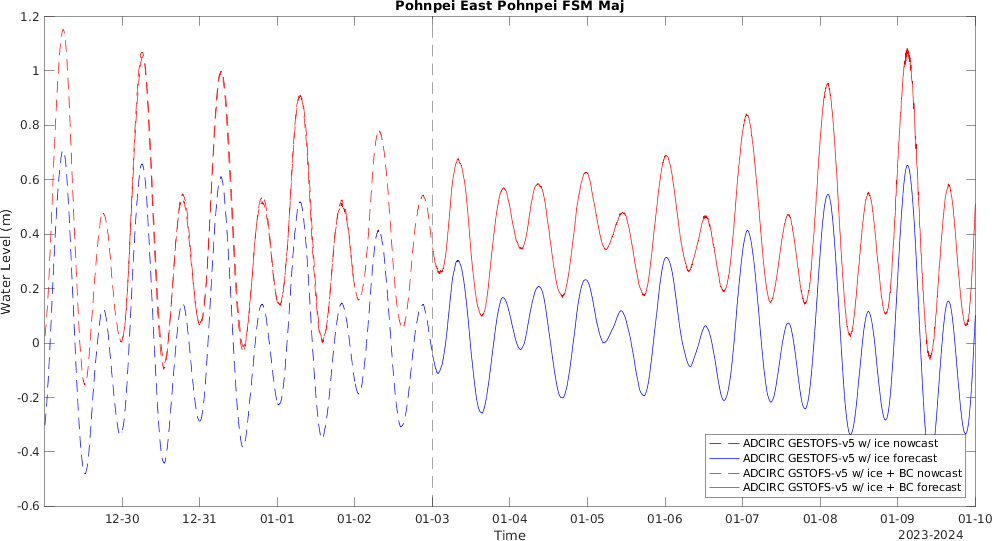 Pohnpei East Pohnpei FSM Maj
Water Level (m)
1.2
1
0.8
0.6
0.4
0.2
0
-0.2
-0.4
-0.6
ADCIRC GESTOFS-v5 w/ ice nowcast
ADCIRC GESTOFS-v5 w/ ice forecast
ADCIRC GSTOFS-v5 w/ ice + BC nowcast
ADCIRC GSTOFS-v5 w/ ice + BC forecast
12-30 12-31 01-01 01-02 01-03 01-04 01-05 01-06 01-07 01-08 01-09 01-10
Time
2023-2024